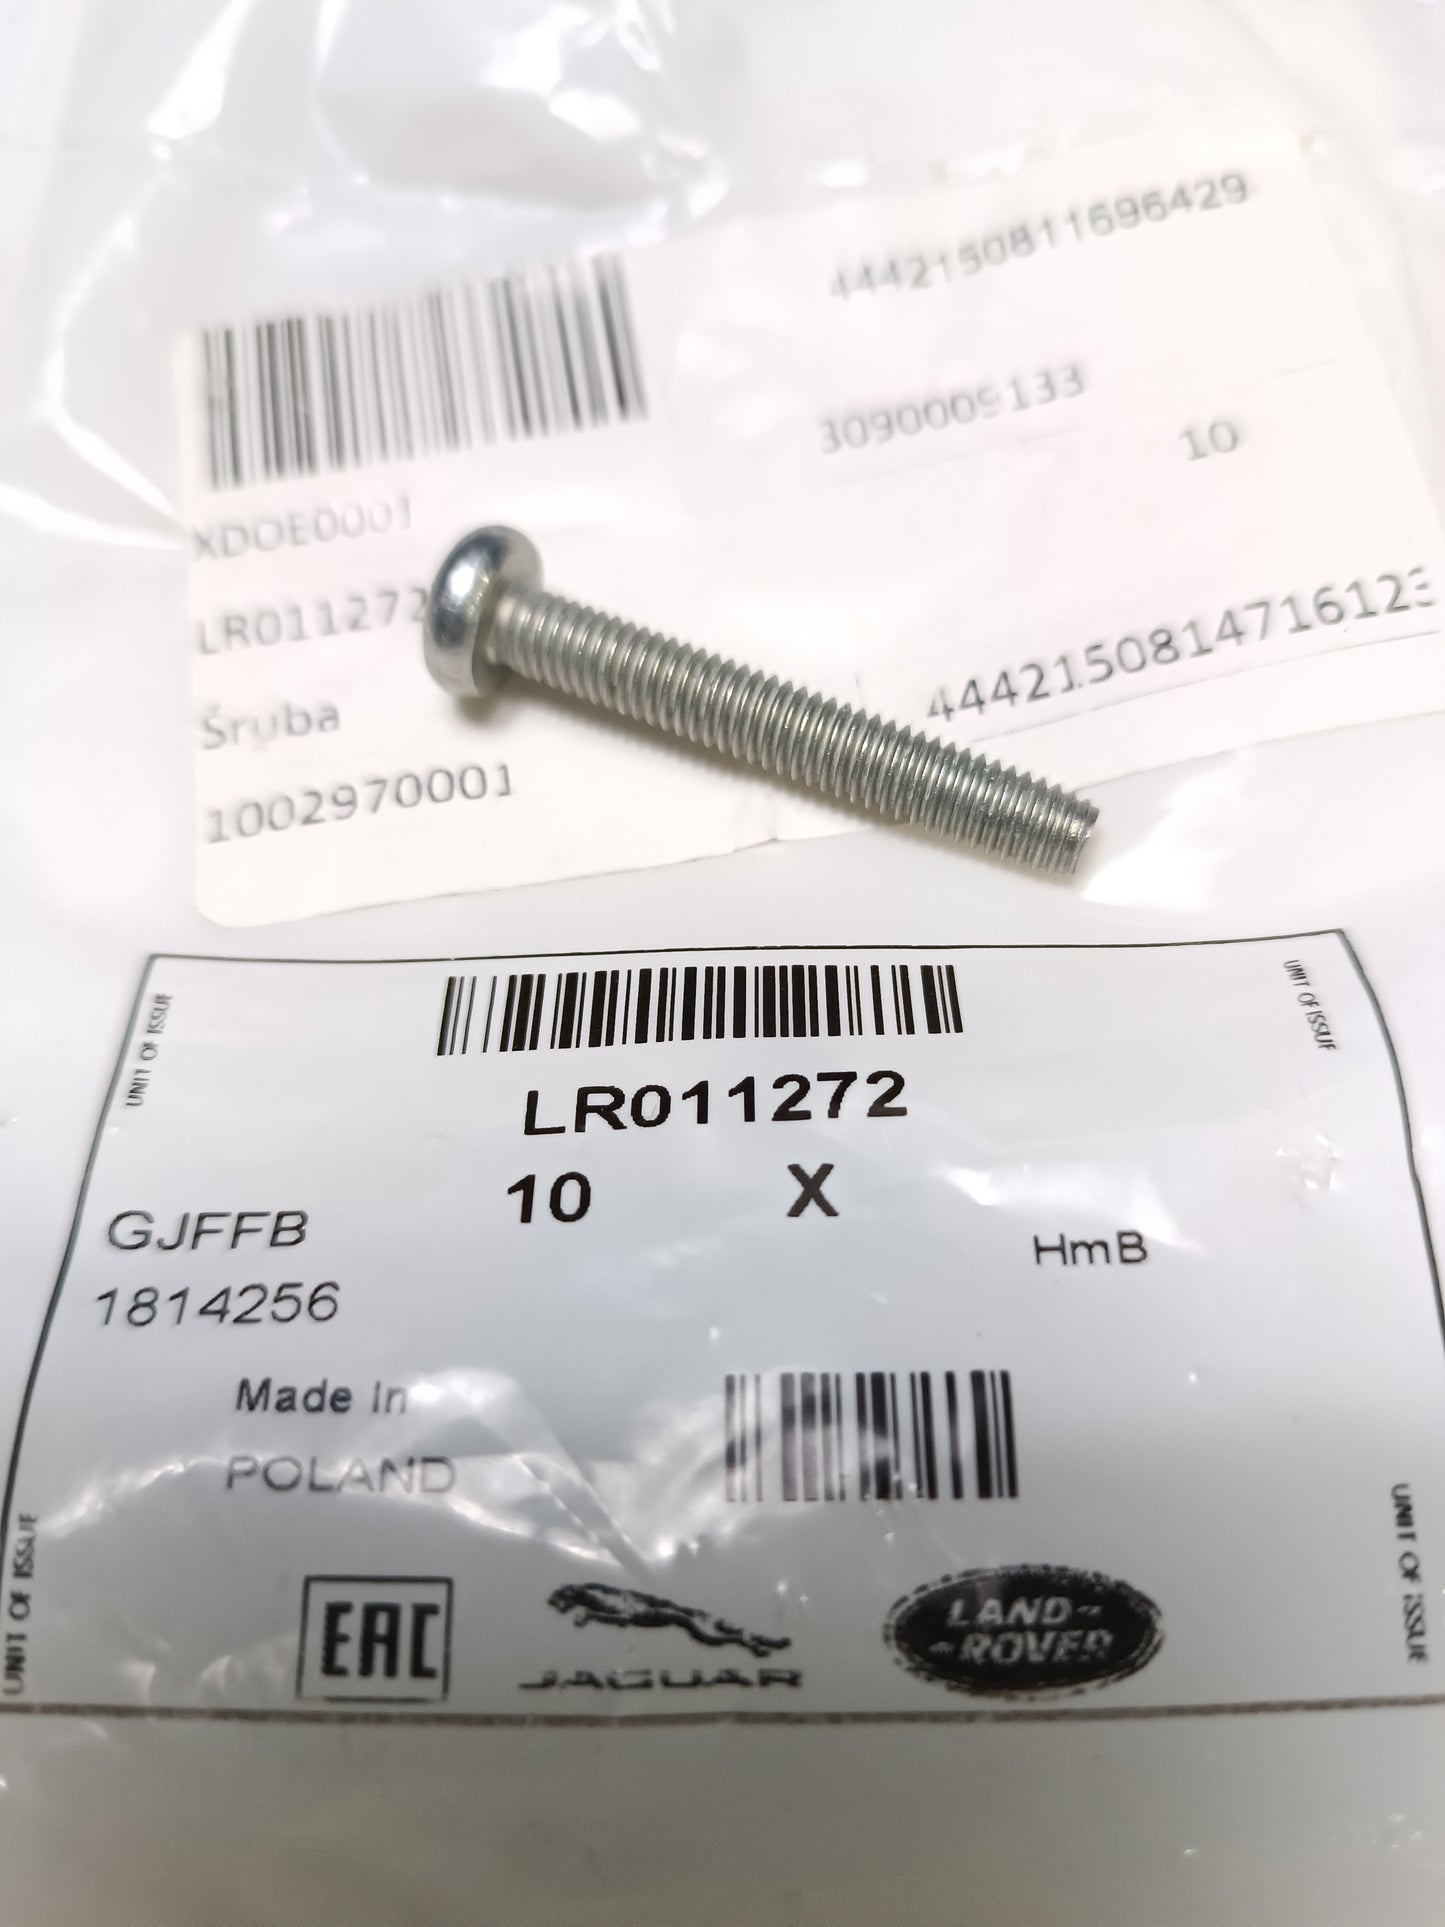 4442150811696429
3090009133
10
XDOE0001
LR011272
Śruba
1002970001
444215081471612
UNIT OF ISSUE
UNIT OF ISSUE
LR011272
10 X
GJFFB
HmB
1814256
Made In
POLAND
UNIT OF ISSUE
UNIT OF ISSUE
EAC
JAGUAR
LAND-
-ROVER